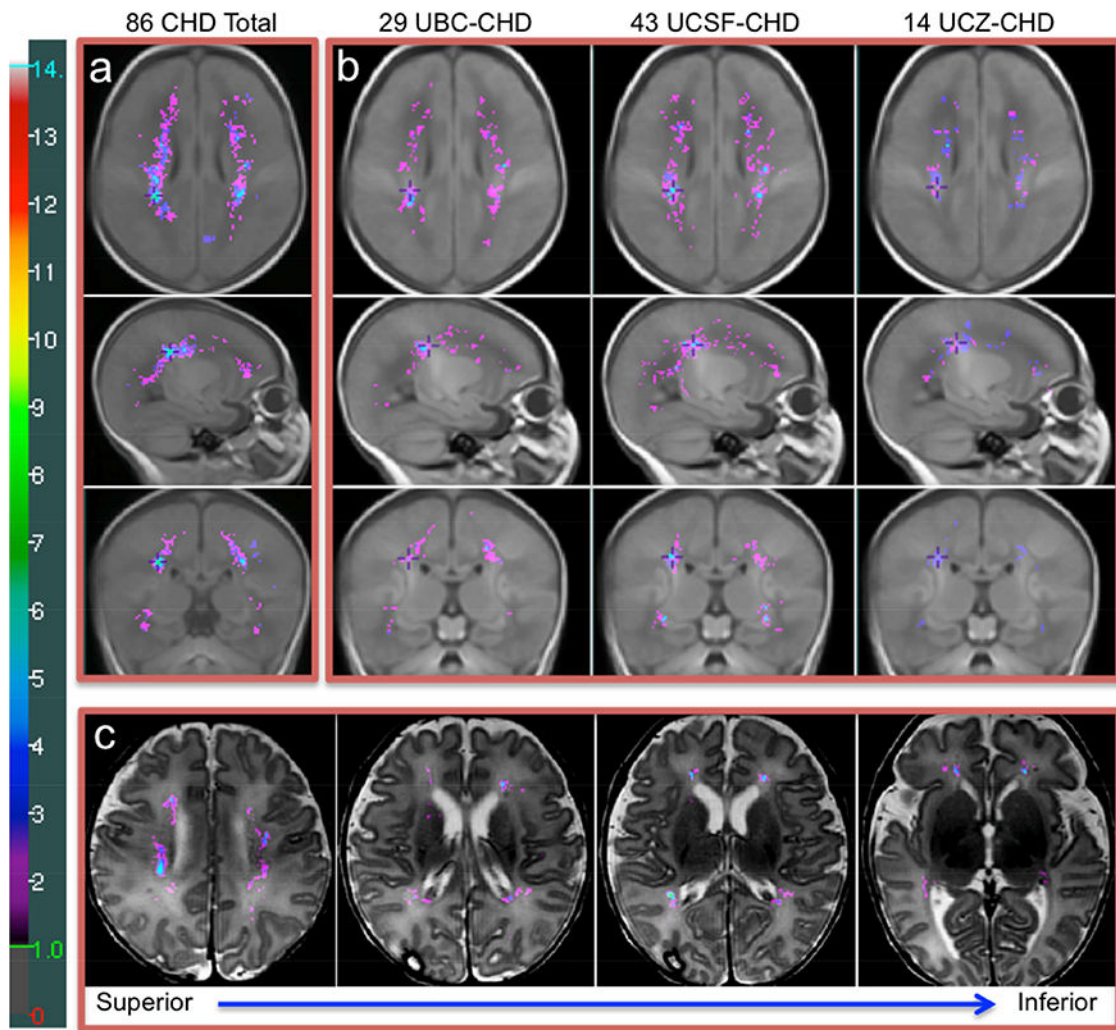 86 CHD Total
29 UBC-CHD
43 UCSF-CHD
14 UCZ-CHD
a
b
14.
13
12
11
10
9
8
7
6
5
4
3
2
1.0
0
c
Superior
Inferior